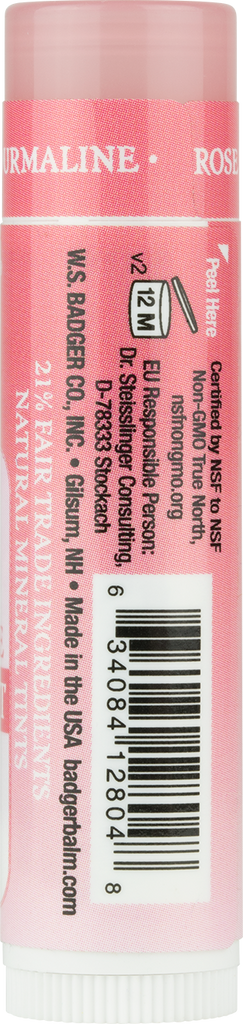 URMALINE • ROSE
Peel Here
Certified by NSF to NSF
Non-GMO True North,
nsfnongmo.org
v2
12 M
EU Responsible Person:
Dr. Steisslinger Consulting,
D-78333 Stockach
W.S. BADGER CO., INC. • Gilsum, NH • Made in the USA badgerbalm.com
21% FAIR TRADE INGREDIENTS
NATURAL MINERAL TINTS
6 34084 12804 8